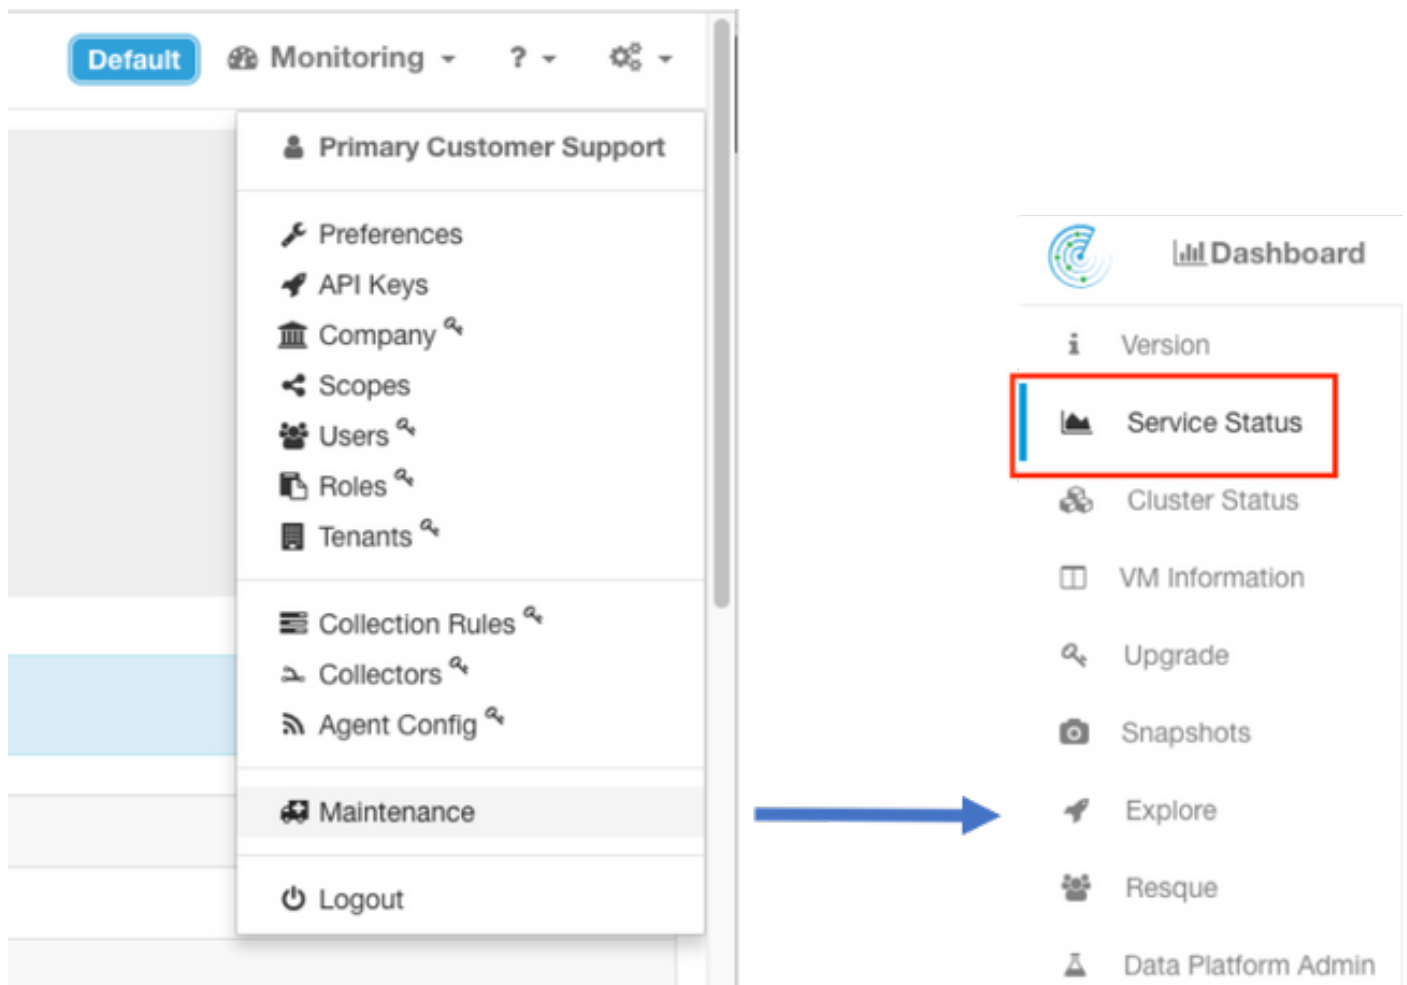 Default Monitoring ?
Primary Customer Support
Preferences
API Keys
Company
Scopes
Users
Roles
Tenants
Collection Rules
Collectors
Agent Config
Maintenance
Logout
Dashboard
Version
Service Status
Cluster Status
VM Information
Upgrade
Snapshots
Explore
Resque
Data Platform Admin